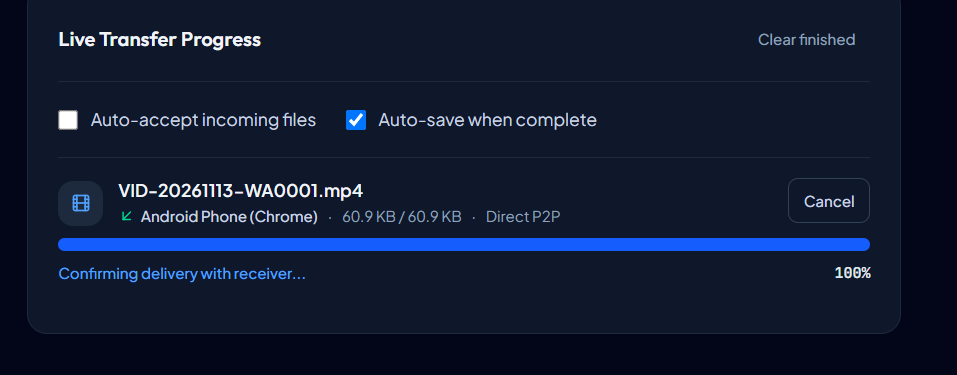 Live Transfer Progress
Clear finished
Auto-accept incoming files
Auto-save when complete
VID-20261113-WA0001.mp4
Cancel
Android Phone (Chrome) · 60.9 KB / 60.9 KB · Direct P2P
Confirming delivery with receiver...
100%